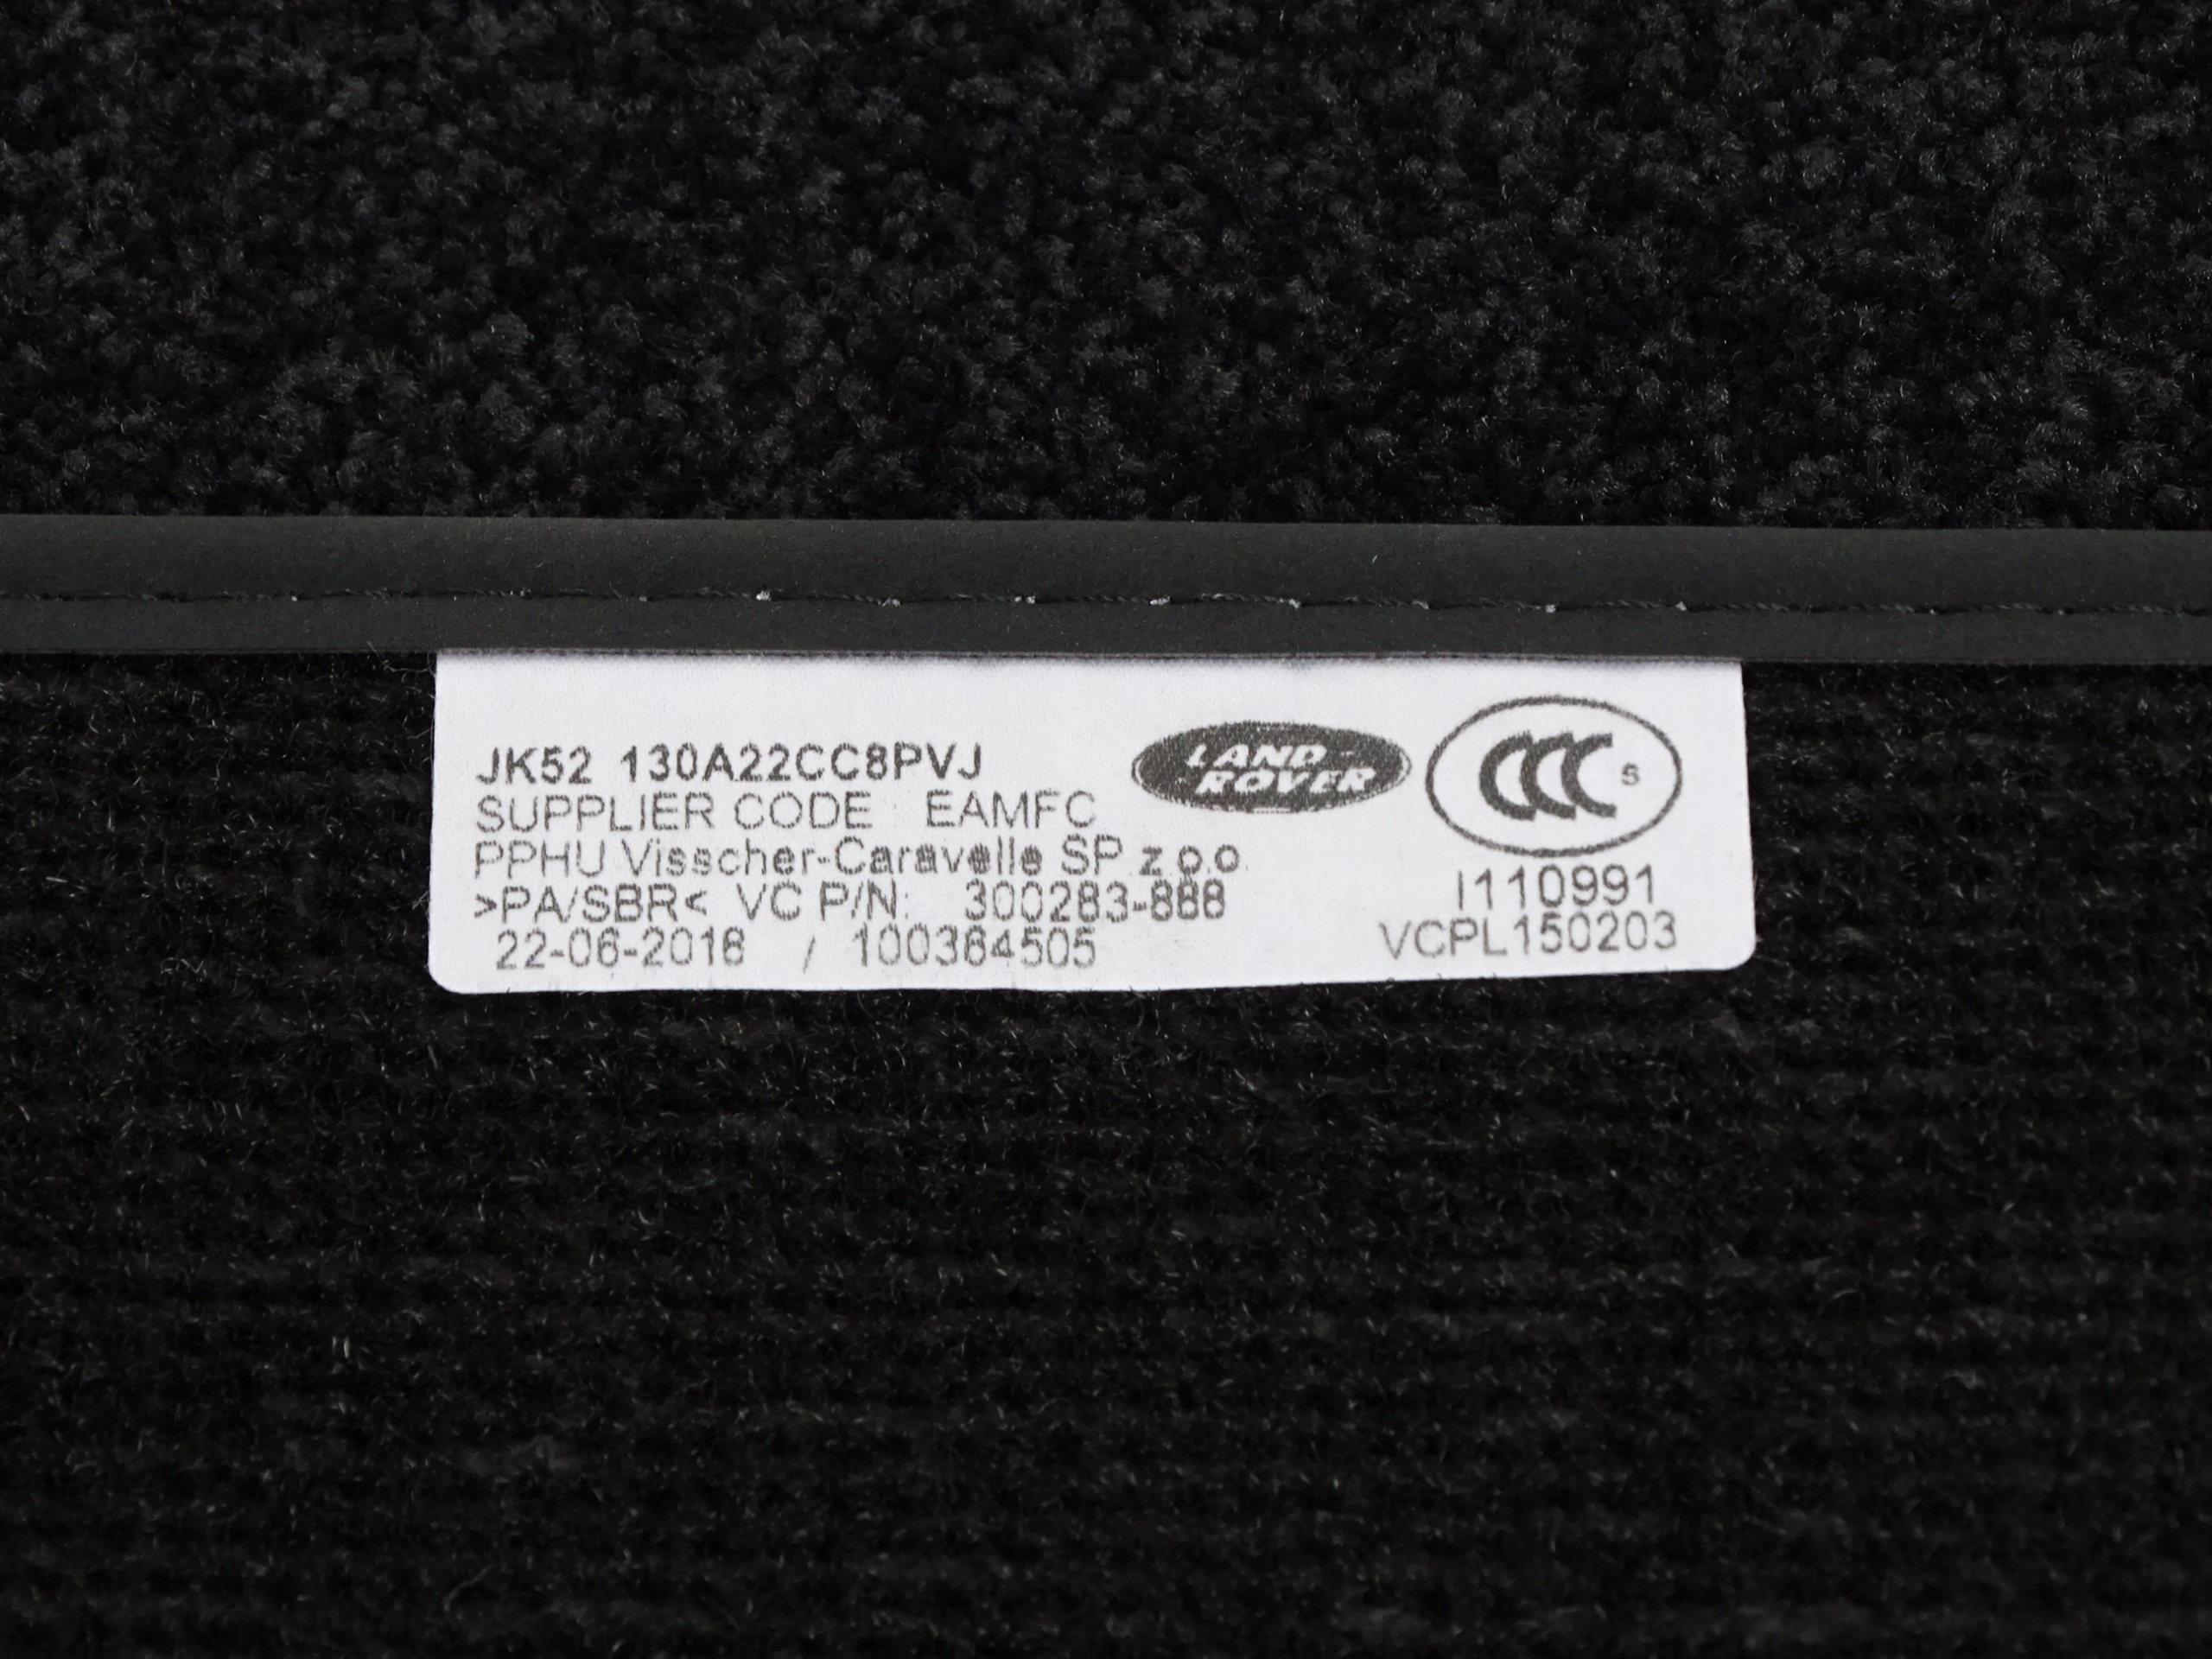 JK52 130A22CC8PVJ
SUPPLIER CODE EAMFC
PPHU Visscher-Caravelle SP z.o.o
>PA/SBR< VC P/N: 300283-888
22-06-2018 / 100364505
LAND ROVER
CCC S
I110991
VCPL150203